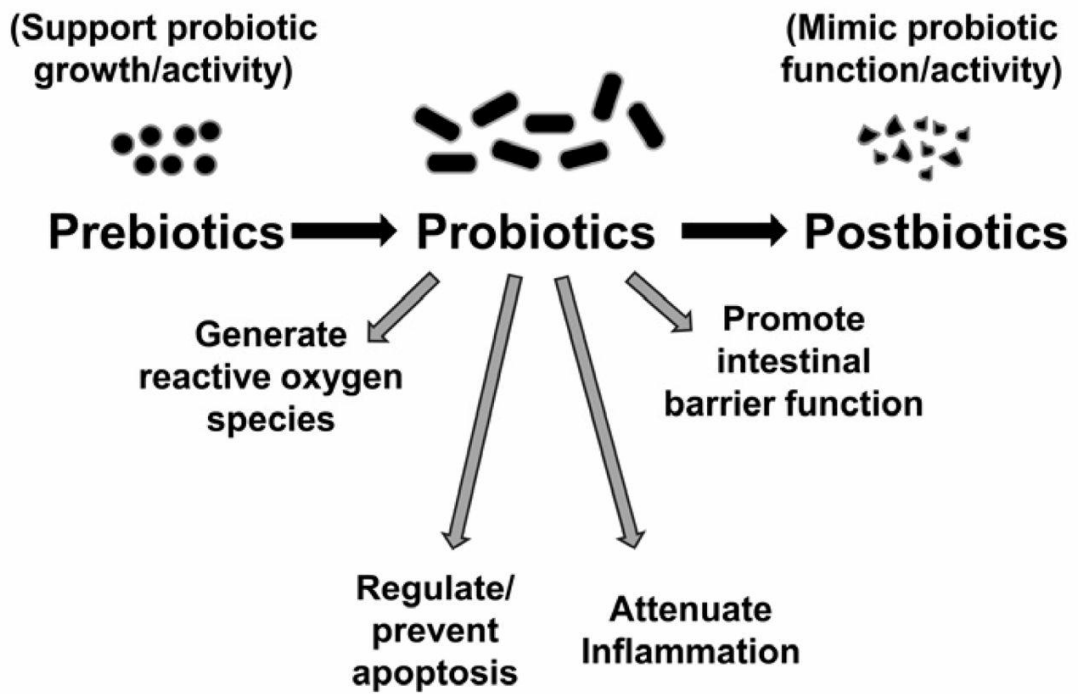 (Support probiotic
growth/activity)
(Mimic probiotic
function/activity)
Prebiotics
Probiotics
Postbiotics
Generate
reactive oxygen
species
Promote
intestinal
barrier function
Regulate/
prevent
apoptosis
Attenuate
Inflammation